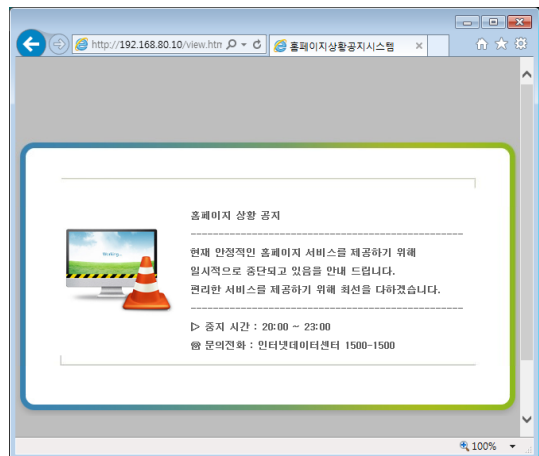 http://192.168.80.10/view.htm
홈페이지상황공지시스템
홈페이지 상황 공지
현재 안정적인 홈페이지 서비스를 제공하기 위해
일시적으로 중단되고 있음을 안내 드립니다.
편리한 서비스를 제공하기 위해 최선을 다하겠습니다.
▷ 중지 시간 : 20:00 ~ 23:00
☎ 문의전화 : 인터넷데이터센터 1500-1500
100%